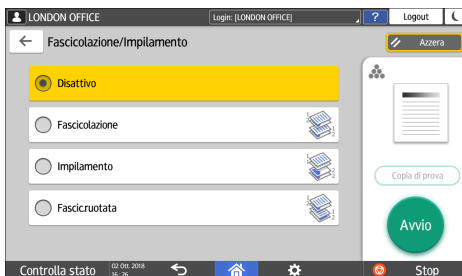 LONDON OFFICE
Login: [LONDON OFFICE]
?
Logout
Fascicolazione/Impilamento
Azzera
Disattivo
Fascicolazione
Impilamento
Fascic.ruotata
Copia di prova
Avvio
Controlla stato
02 Ott. 2018
16: 26
Stop